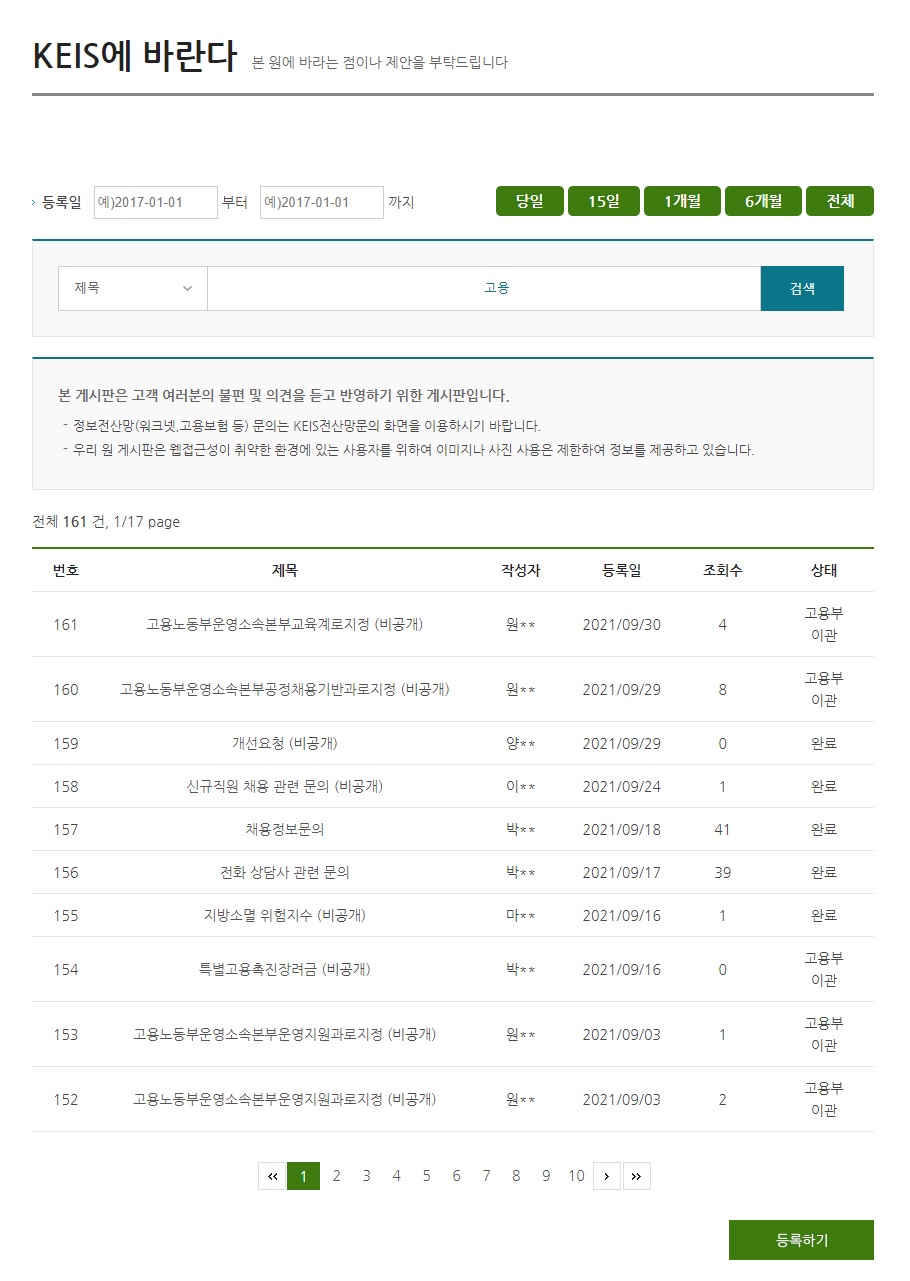 KEIS에 바란다 본 원에 바라는 점이나 제안을 부탁드립니다
등록일 예)2017-01-01 부터 예)2017-01-01 까지 당일 15일 1개월 6개월 전체
제목 고용 검색
본 게시판은 고객 여러분의 불편 및 의견을 듣고 반영하기 위한 게시판입니다.
- 정보전산망(워크넷,고용보험 등) 문의는 KEIS전산망문의 화면을 이용하시기 바랍니다.
- 우리 원 게시판은 웹접근성이 취약한 환경에 있는 사용자를 위하여 이미지나 사진 사용은 제한하여 정보를 제공하고 있습니다.
전체 161 건, 1/17 page
번호 제목 작성자 등록일 조회수 상태
161 고용노동부운영소속본부교육계로지정 (비공개) 원** 2021/09/30 4 고용부
이관
160 고용노동부운영소속본부공정채용기반과로지정 (비공개) 원** 2021/09/29 8 고용부
이관
159 개선요청 (비공개) 양** 2021/09/29 0 완료
158 신규직원 채용 관련 문의 (비공개) 이** 2021/09/24 1 완료
157 채용정보문의 박** 2021/09/18 41 완료
156 전화 상담사 관련 문의 박** 2021/09/17 39 완료
155 지방소멸 위험지수 (비공개) 마** 2021/09/16 1 완료
154 특별고용촉진장려금 (비공개) 박** 2021/09/16 0 고용부
이관
153 고용노동부운영소속본부운영지원과로지정 (비공개) 원** 2021/09/03 1 고용부
이관
152 고용노동부운영소속본부운영지원과로지정 (비공개) 원** 2021/09/03 2 고용부
이관
1 2 3 4 5 6 7 8 9 10
등록하기